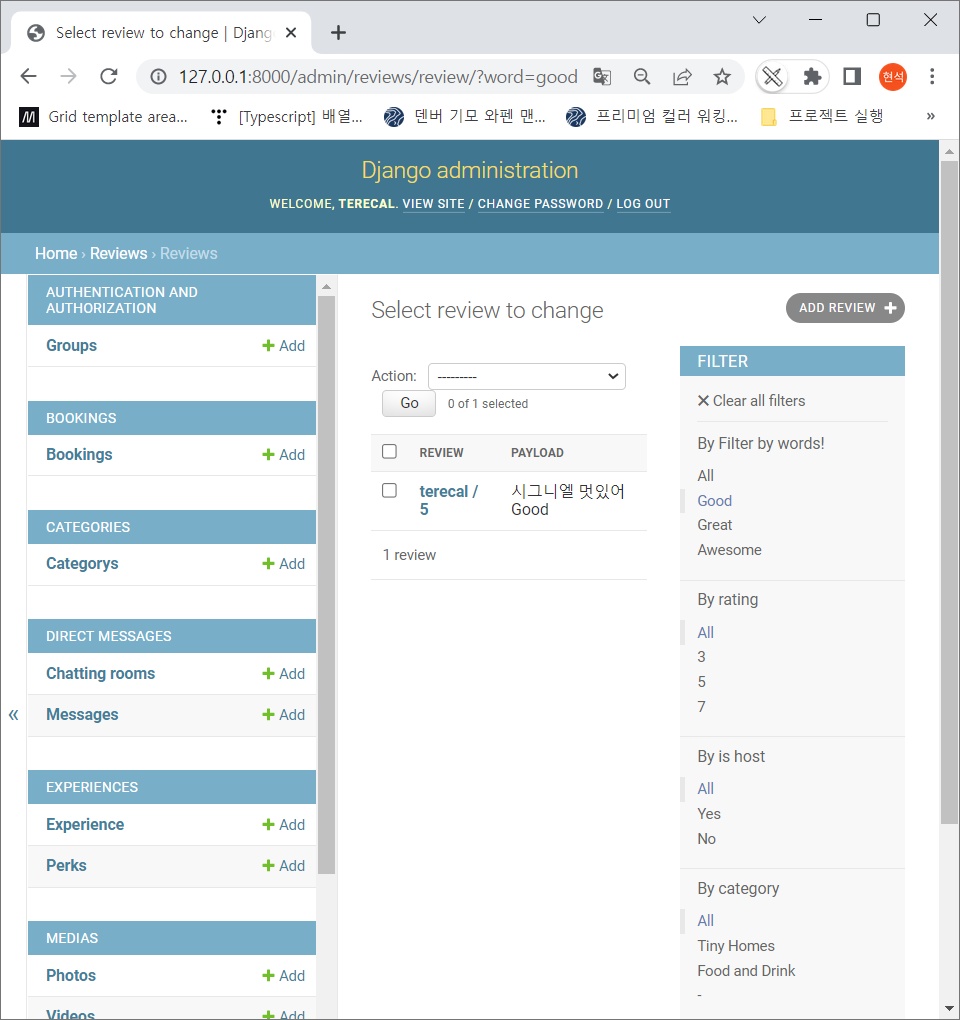 Select review to change | Djang
127.0.0.1:8000/admin/reviews/review/?word=good
현석
Grid template area...
[Typescript] 배열...
덴버 기모 와펜 맨...
프리미엄 컬러 워킹...
프로젝트 실행
»
Django administration
WELCOME, TERECAL. VIEW SITE / CHANGE PASSWORD / LOG OUT
Home › Reviews › Reviews
«
AUTHENTICATION AND
AUTHORIZATION
Groups
Add
BOOKINGS
Bookings
Add
CATEGORIES
Categorys
Add
DIRECT MESSAGES
Chatting rooms
Add
Messages
Add
EXPERIENCES
Experience
Add
Perks
Add
MEDIAS
Photos
Add
Videos
Add
Select review to change
ADD REVIEW
Action:
---------
Go
0 of 1 selected
REVIEW
PAYLOAD
terecal /
5
시그니엘 멋있어
Good
1 review
FILTER
Clear all filters
By Filter by words!
All
Good
Great
Awesome
By rating
All
3
5
7
By is host
All
Yes
No
By category
All
Tiny Homes
Food and Drink
-